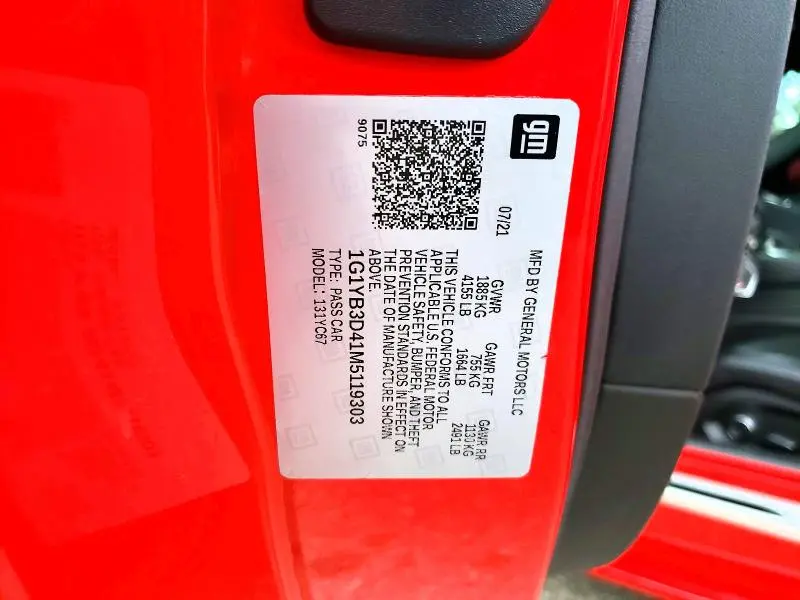 gm
MFD BY GENERAL MOTORS LLC
07/21
GVWR GAWR FRT GAWR RR
1885 KG 755 KG 1130 KG
4155 LB 1664 LB 2491 LB
THIS VEHICLE CONFORMS TO ALL
APPLICABLE U.S. FEDERAL MOTOR
VEHICLE SAFETY, BUMPER, AND THEFT
PREVENTION STANDARDS IN EFFECT ON
THE DATE OF MANUFACTURE SHOWN
ABOVE.
1G1YB3D41M5119303
TYPE: PASS CAR
MODEL: 131YC67
9075